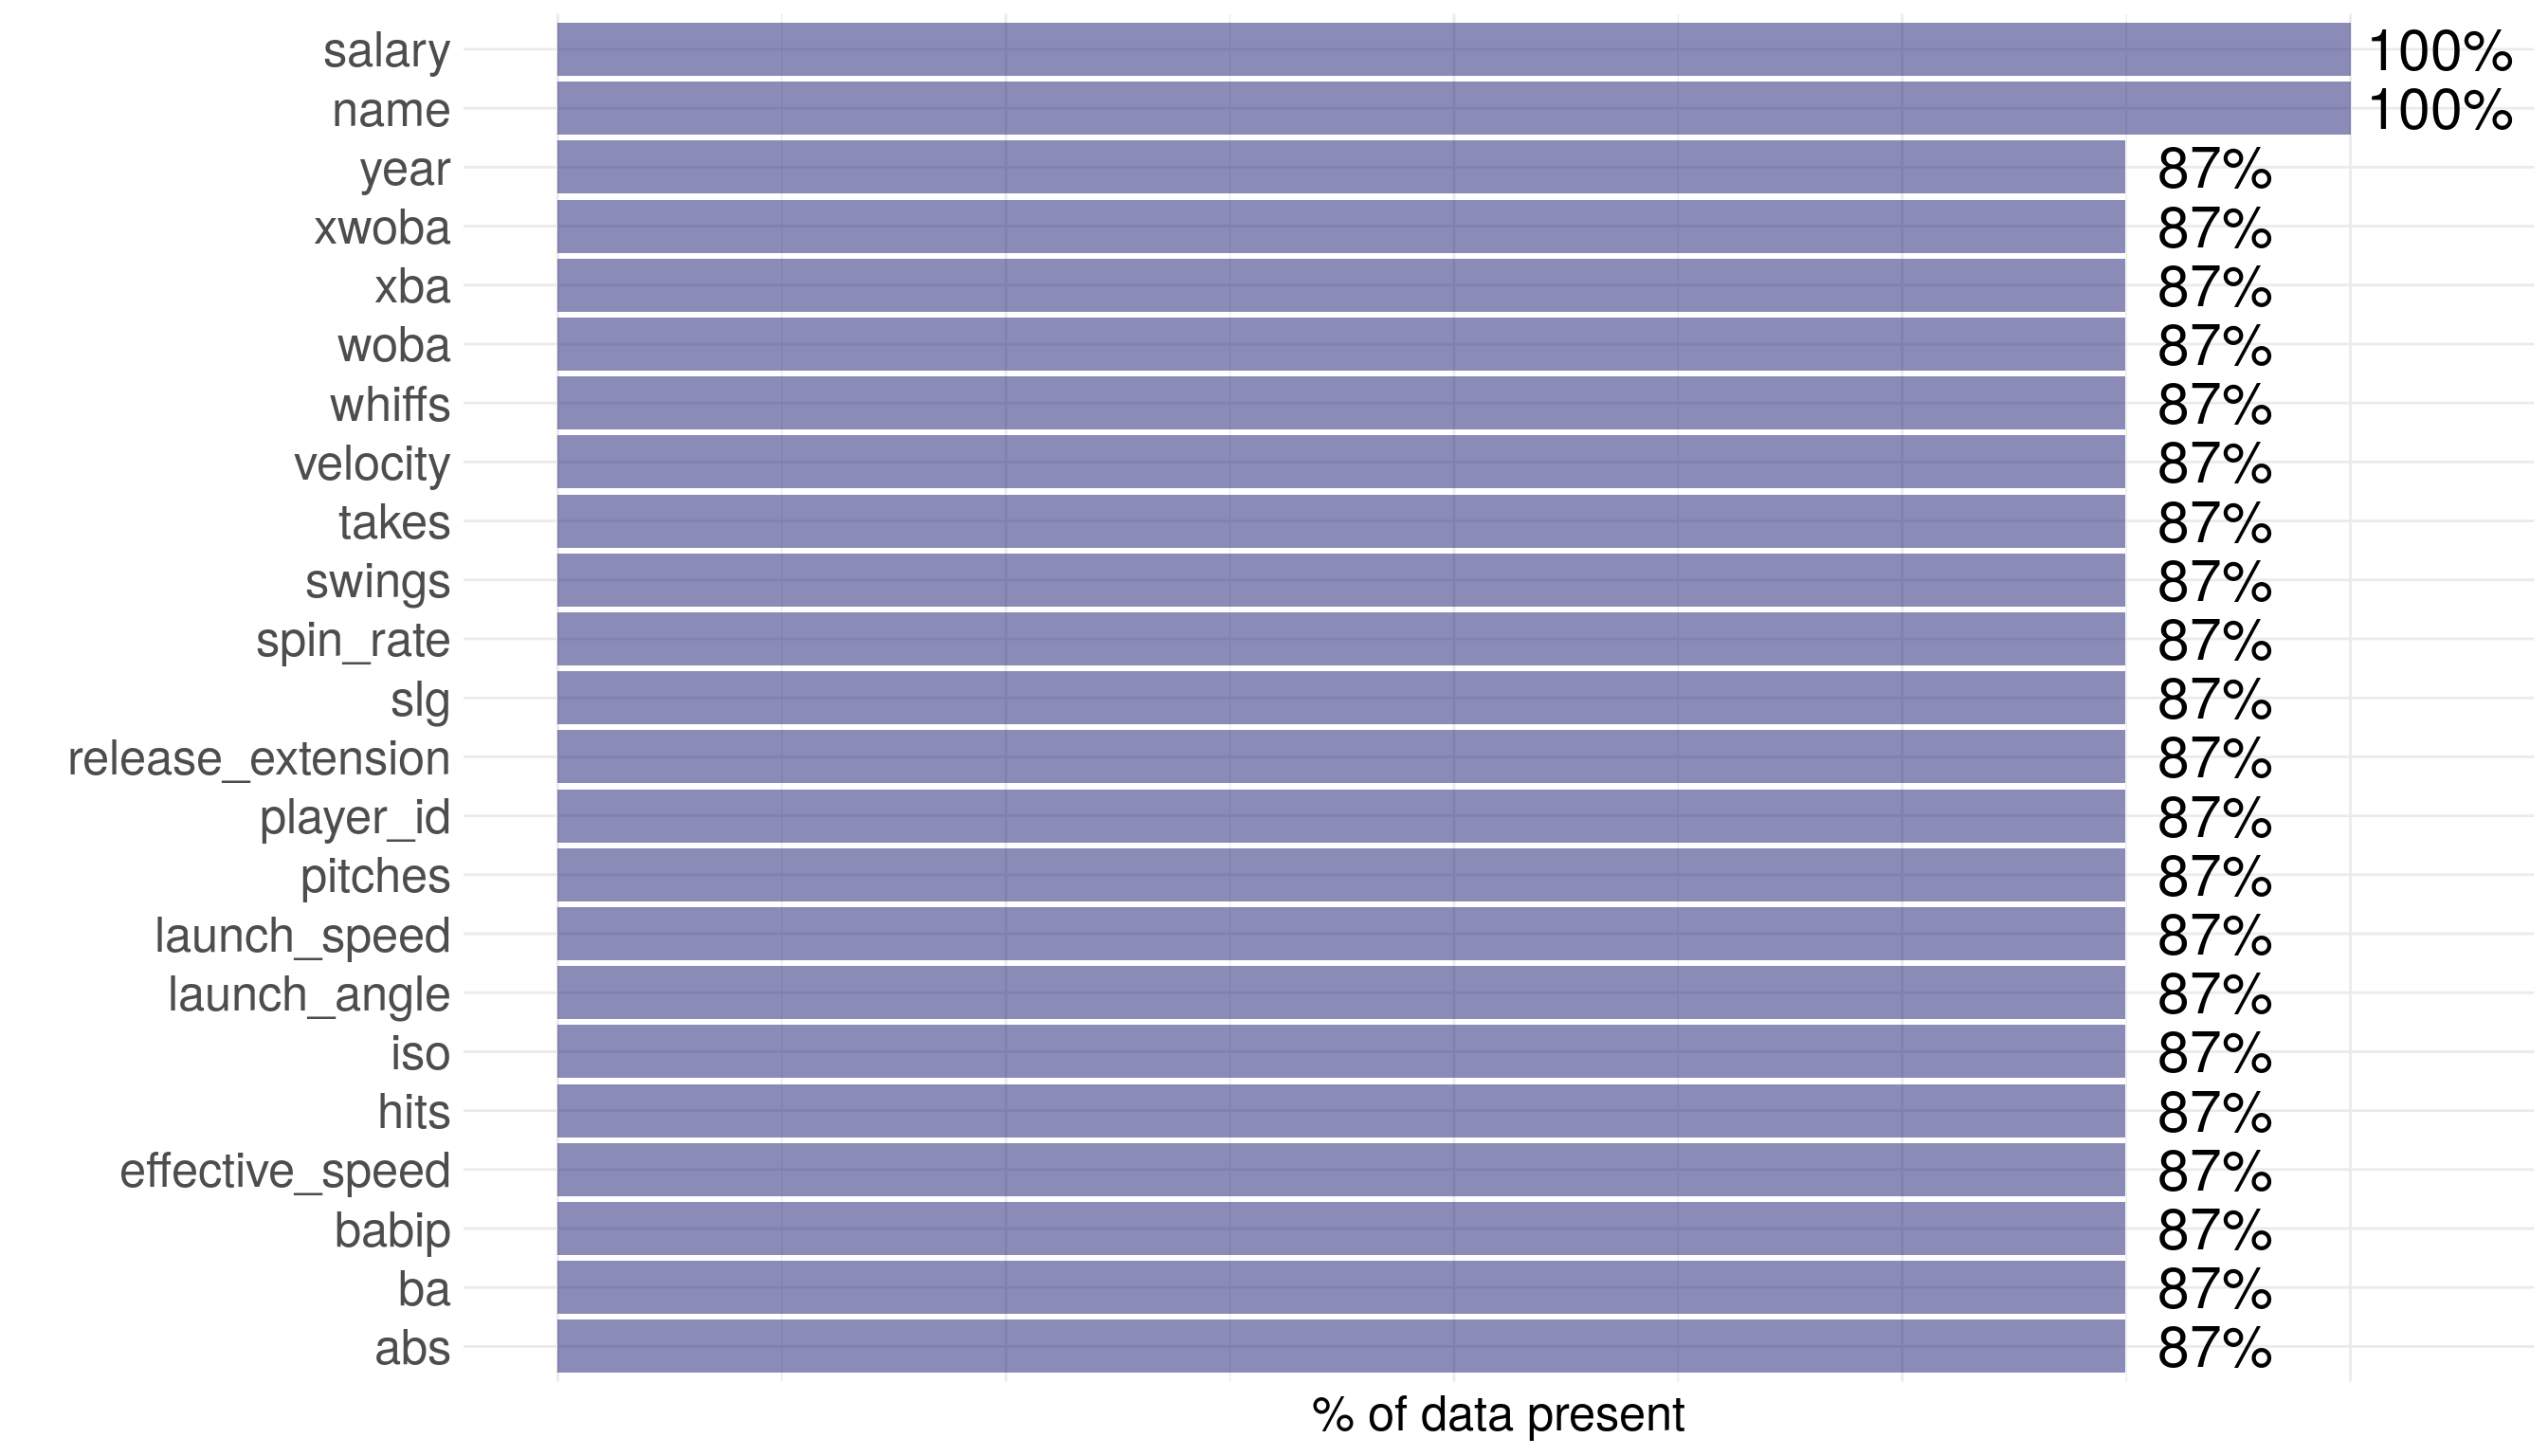 salary 100%
name 100%
year 87%
xwoba 87%
xba 87%
woba 87%
whiffs 87%
velocity 87%
takes 87%
swings 87%
spin_rate 87%
slg 87%
release_extension 87%
player_id 87%
pitches 87%
launch_speed 87%
launch_angle 87%
iso 87%
hits 87%
effective_speed 87%
babip 87%
ba 87%
abs 87%
% of data present